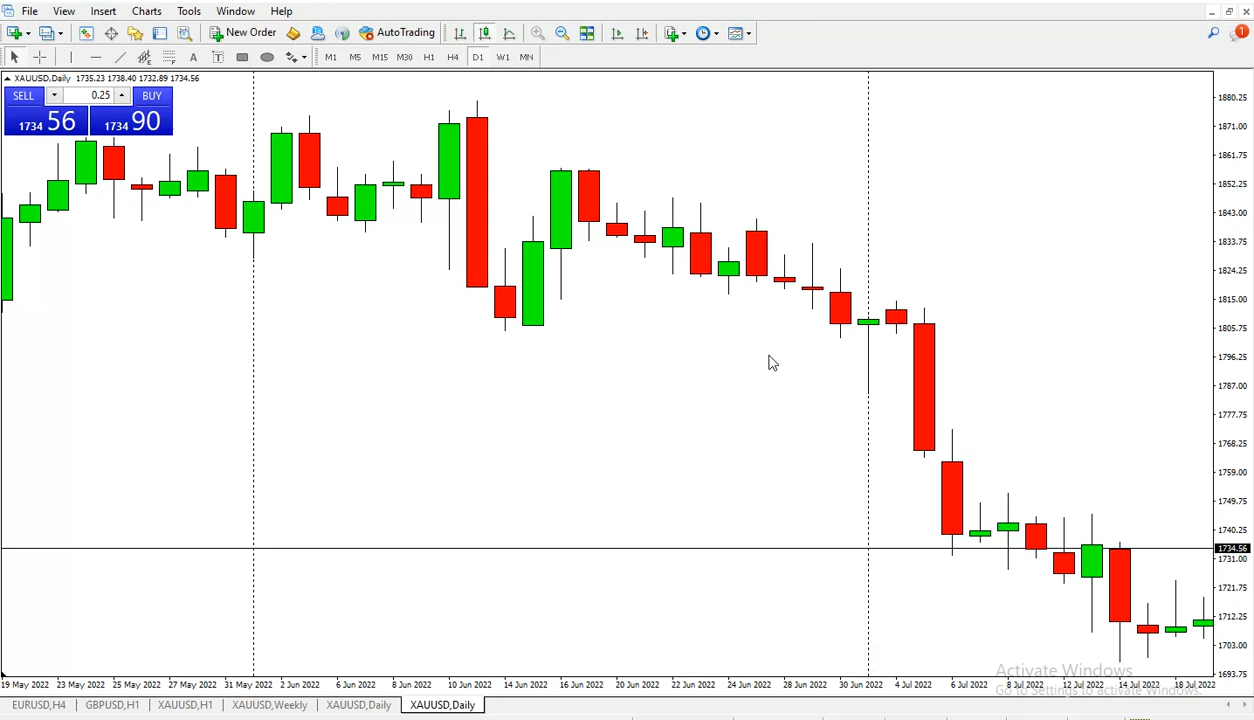 File View Insert Charts Tools Window Help
New Order AutoTrading 1
A T M1 M5 M15 M30 H1 H4 D1 W1 MN
XAUUSD,Daily 1735.23 1738.40 1732.89 1734.56
SELL 0.25 BUY
1734 56 1734 90
1880.25
1871.00
1861.75
1852.25
1843.00
1833.75
1824.25
1815.00
1805.75
1796.25
1787.00
1777.75
1768.25
1759.00
1749.75
1740.25
1734.56
1731.00
1721.75
1712.25
1703.00
1693.75
Activate Windows
Go to Settings to activate Windows.
19 May 2022 23 May 2022 25 May 2022 27 May 2022 31 May 2022 2 Jun 2022 6 Jun 2022 8 Jun 2022 10 Jun 2022 14 Jun 2022 16 Jun 2022 20 Jun 2022 22 Jun 2022 24 Jun 2022 28 Jun 2022 30 Jun 2022 4 Jul 2022 6 Jul 2022 8 Jul 2022 12 Jul 2022 14 Jul 2022 18 Jul 2022
EURUSD,H4 GBPUSD,H1 XAUUSD,H1 XAUUSD,Weekly XAUUSD,Daily XAUUSD,Daily